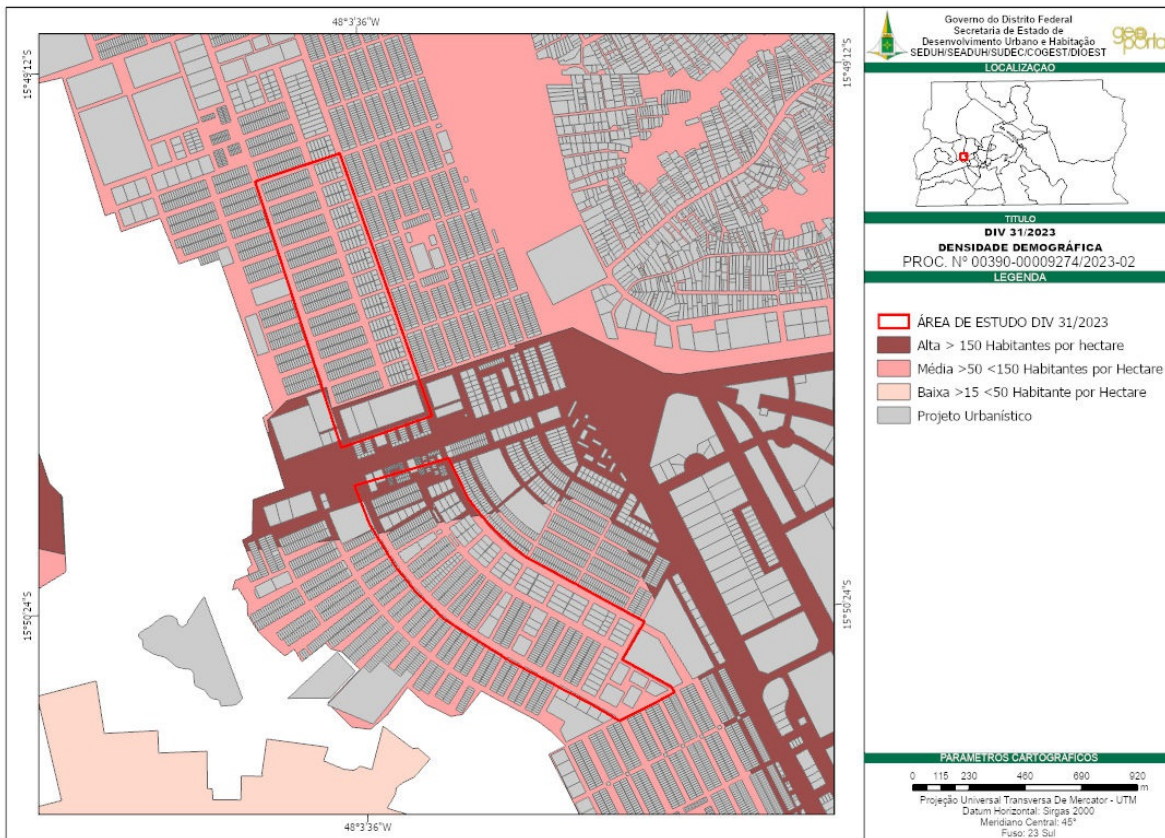 48°3'36"W
15°49'12"S
15°49'12"S
15°50'24"S
15°50'24"S
48°3'36"W
Governo do Distrito Federal
Secretaria de Estado de
Desenvolvimento Urbano e Habitação
SEDUH/SEADUH/SUDEC/COGEST/DIOEST
geoportal
LOCALIZAÇÃO
TITULO
DIV 31/2023
DENSIDADE DEMOGRÁFICA
PROC. Nº 00390-00009274/2023-02
LEGENDA
ÁREA DE ESTUDO DIV 31/2023
Alta > 150 Habitantes por hectare
Média >50 <150 Habitantes por Hectare
Baixa >15 <50 Habitante por Hectare
Projeto Urbanístico
PARÂMETROS CARTOGRÁFICOS
0 115 230 460 690 920
m
Projeção Universal Transversa De Mercator - UTM
Datum Horizontal: Sirgas 2000
Meridiano Central: 45°
Fuso: 23 Sul